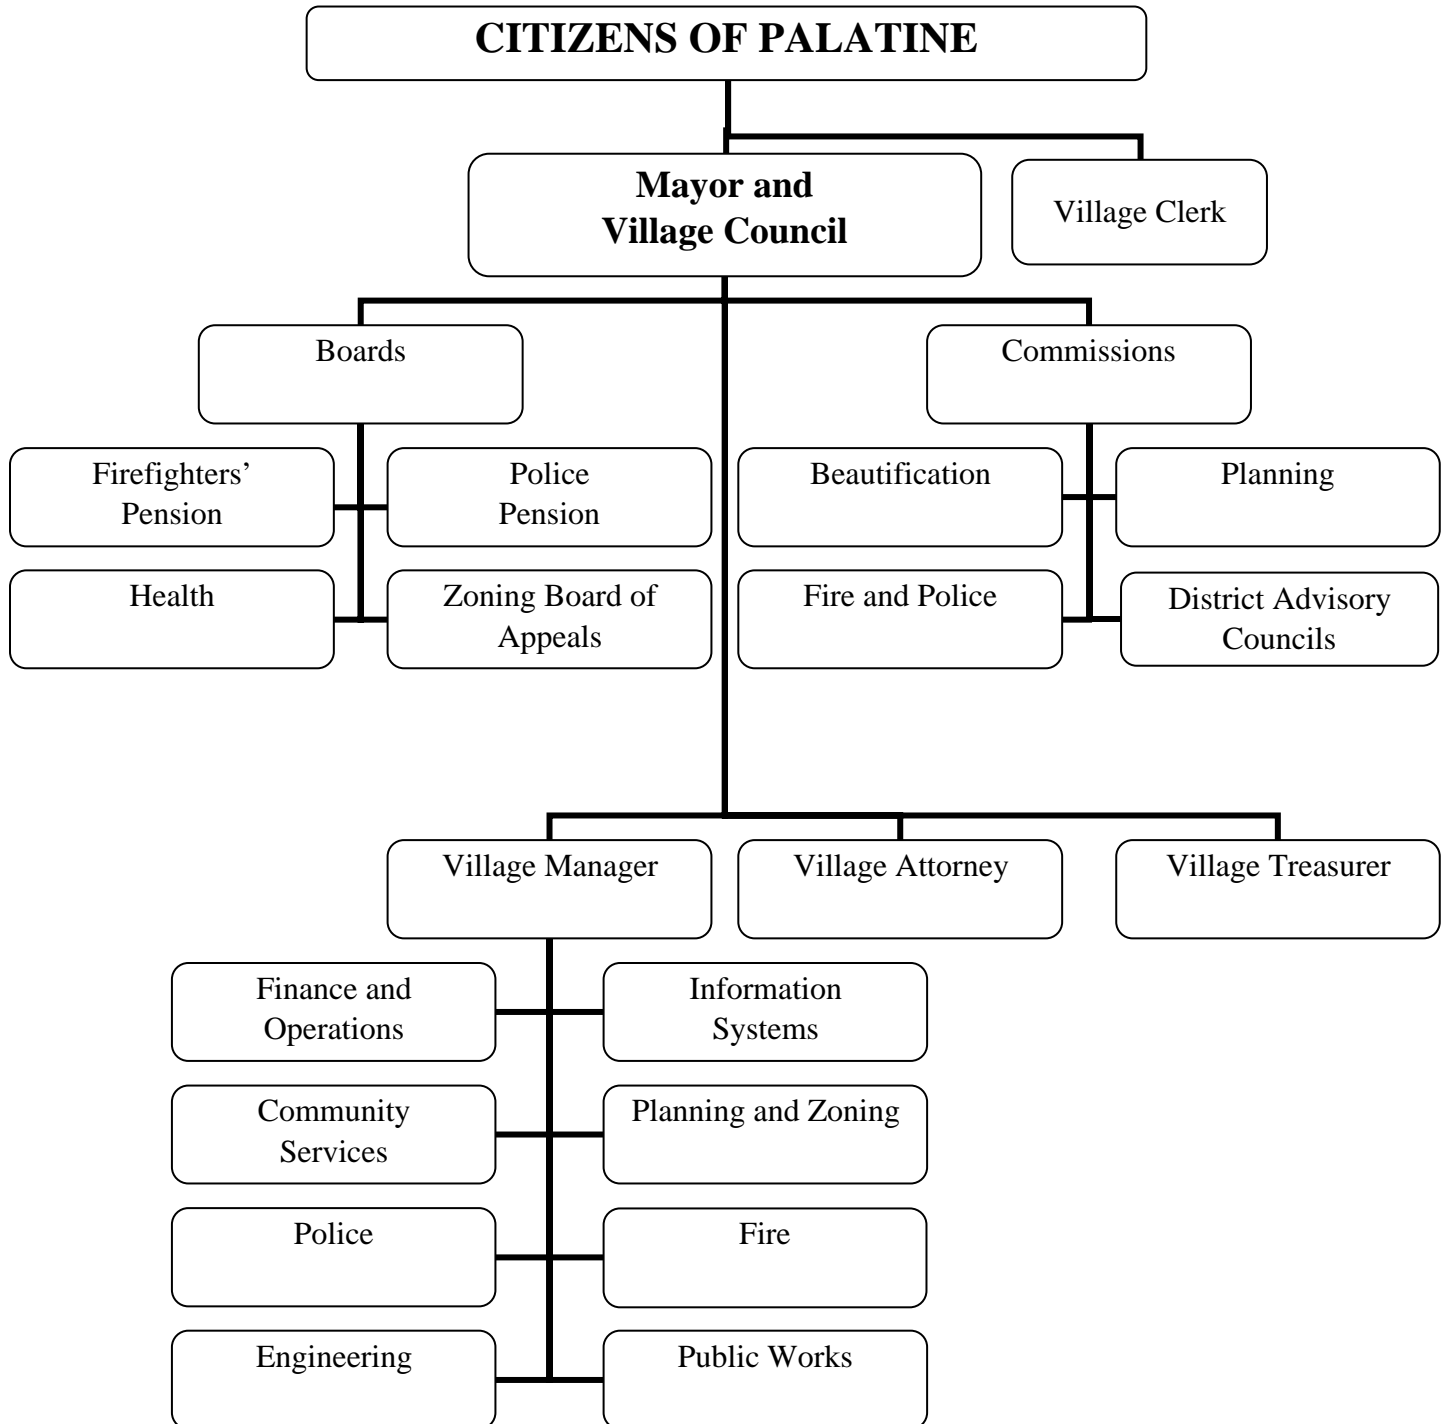 CITIZENS OF PALATINE
Mayor and
Village Council
Village Clerk
Boards
Commissions
Firefighters’
Pension
Police
Pension
Beautification
Planning
Health
Zoning Board of
Appeals
Fire and Police
District Advisory
Councils
Village Manager
Village Attorney
Village Treasurer
Finance and
Operations
Information
Systems
Community
Services
Planning and Zoning
Police
Fire
Engineering
Public Works